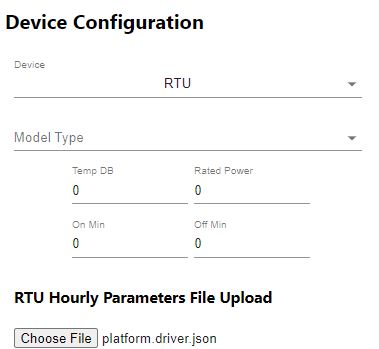 Device Configuration
Device
RTU
Model Type
Temp DB Rated Power
0 0
On Min Off Min
0 0
RTU Hourly Parameters File Upload
Choose File platform.driver.json